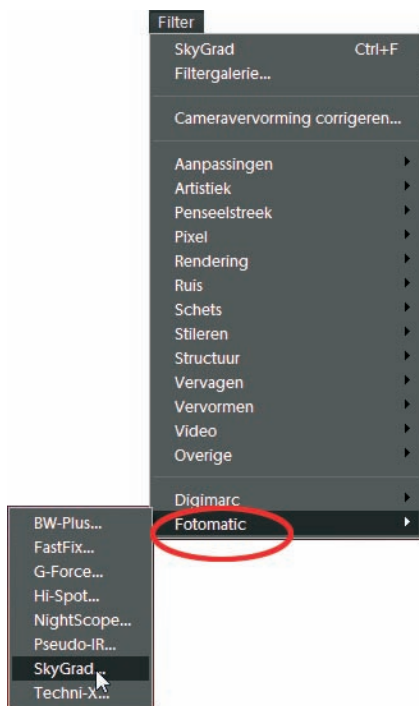 Filter
SkyGrad Ctrl+F
Filtergalerie...
Cameravervorming corrigeren...
Aanpassingen
Artistiek
Penseelstreek
Pixel
Rendering
Ruis
Schets
Stileren
Structuur
Vervagen
Vervormen
Video
Overige
Digimarc
Fotomatic
BW-Plus...
FastFix...
G-Force...
Hi-Spot...
NightScope...
Pseudo-IR...
SkyGrad...
Techni-X...